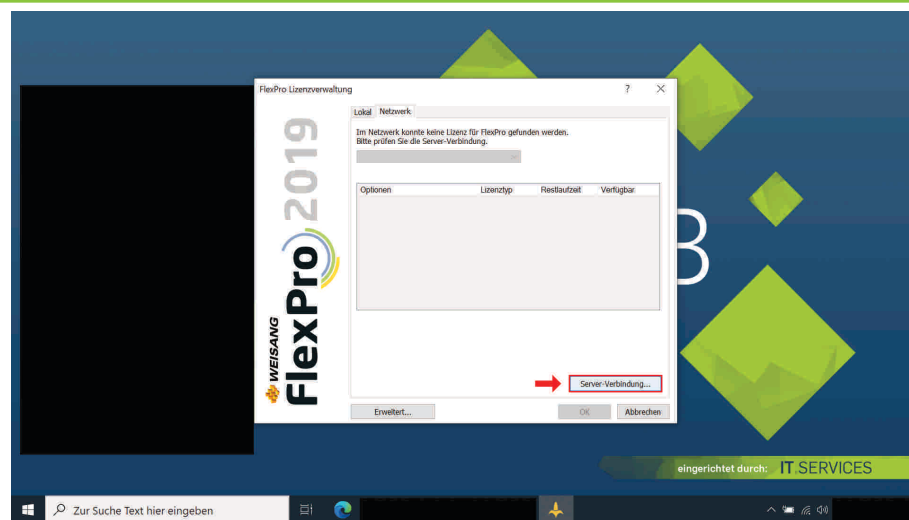 FlexPro Lizenzverwaltung
?
Lokal Netzwerk
Im Netzwerk konnte keine Lizenz für FlexPro gefunden werden.
Bitte prüfen Sie die Server-Verbindung.
Optionen Lizenztyp Restlaufzeit Verfügbar
WEISANG
FlexPro 2019
B
Server-Verbindung...
Erweitert... OK Abbrechen
eingerichtet durch: IT.SERVICES
Zur Suche Text hier eingeben